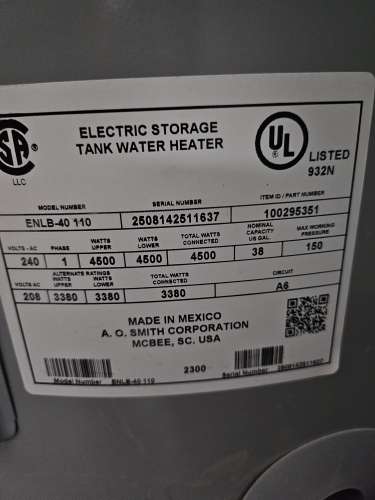 SA
LLC
ELECTRIC STORAGE
TANK WATER HEATER
UL
LISTED
932N
MODEL NUMBER SERIAL NUMBER ITEM ID / PART NUMBER
ENLB-40 110 2508142511637 100295351
VOLTS - AC PHASE WATTS UPPER WATTS LOWER TOTAL WATTS CONNECTED NOMINAL CAPACITY US GAL. MAX WORKING PRESSURE
240 1 4500 4500 4500 38 150
VOLTS - AC ALTERNATE RATINGS WATTS UPPER WATTS LOWER TOTAL WATTS CONNECTED CIRCUIT
208 3380 3380 3380 A6
MADE IN MEXICO
A. O. SMITH CORPORATION
MCBEE, SC. USA
2300
Model Number ENLB-40 110 Serial Number 2508142511637